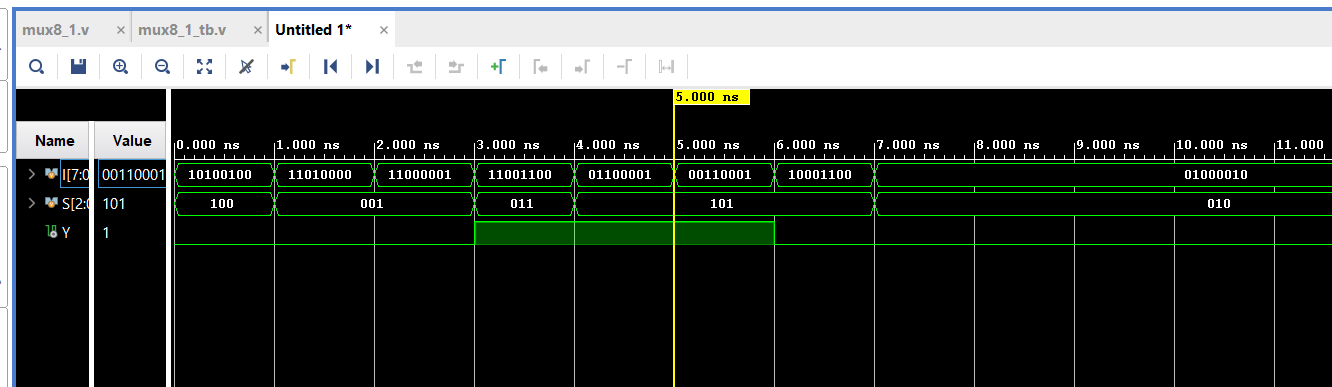 mux8_1.v × mux8_1_tb.v × Untitled 1* ×
5.000 ns
Name Value
0.000 ns 1.000 ns 2.000 ns 3.000 ns 4.000 ns 5.000 ns 6.000 ns 7.000 ns 8.000 ns 9.000 ns 10.000 ns 11.000
I[7:0 00110001 10100100 11010000 11000001 11001100 01100001 00110001 10001100 01000010
S[2:0 101 100 001 011 101 010
Y 1